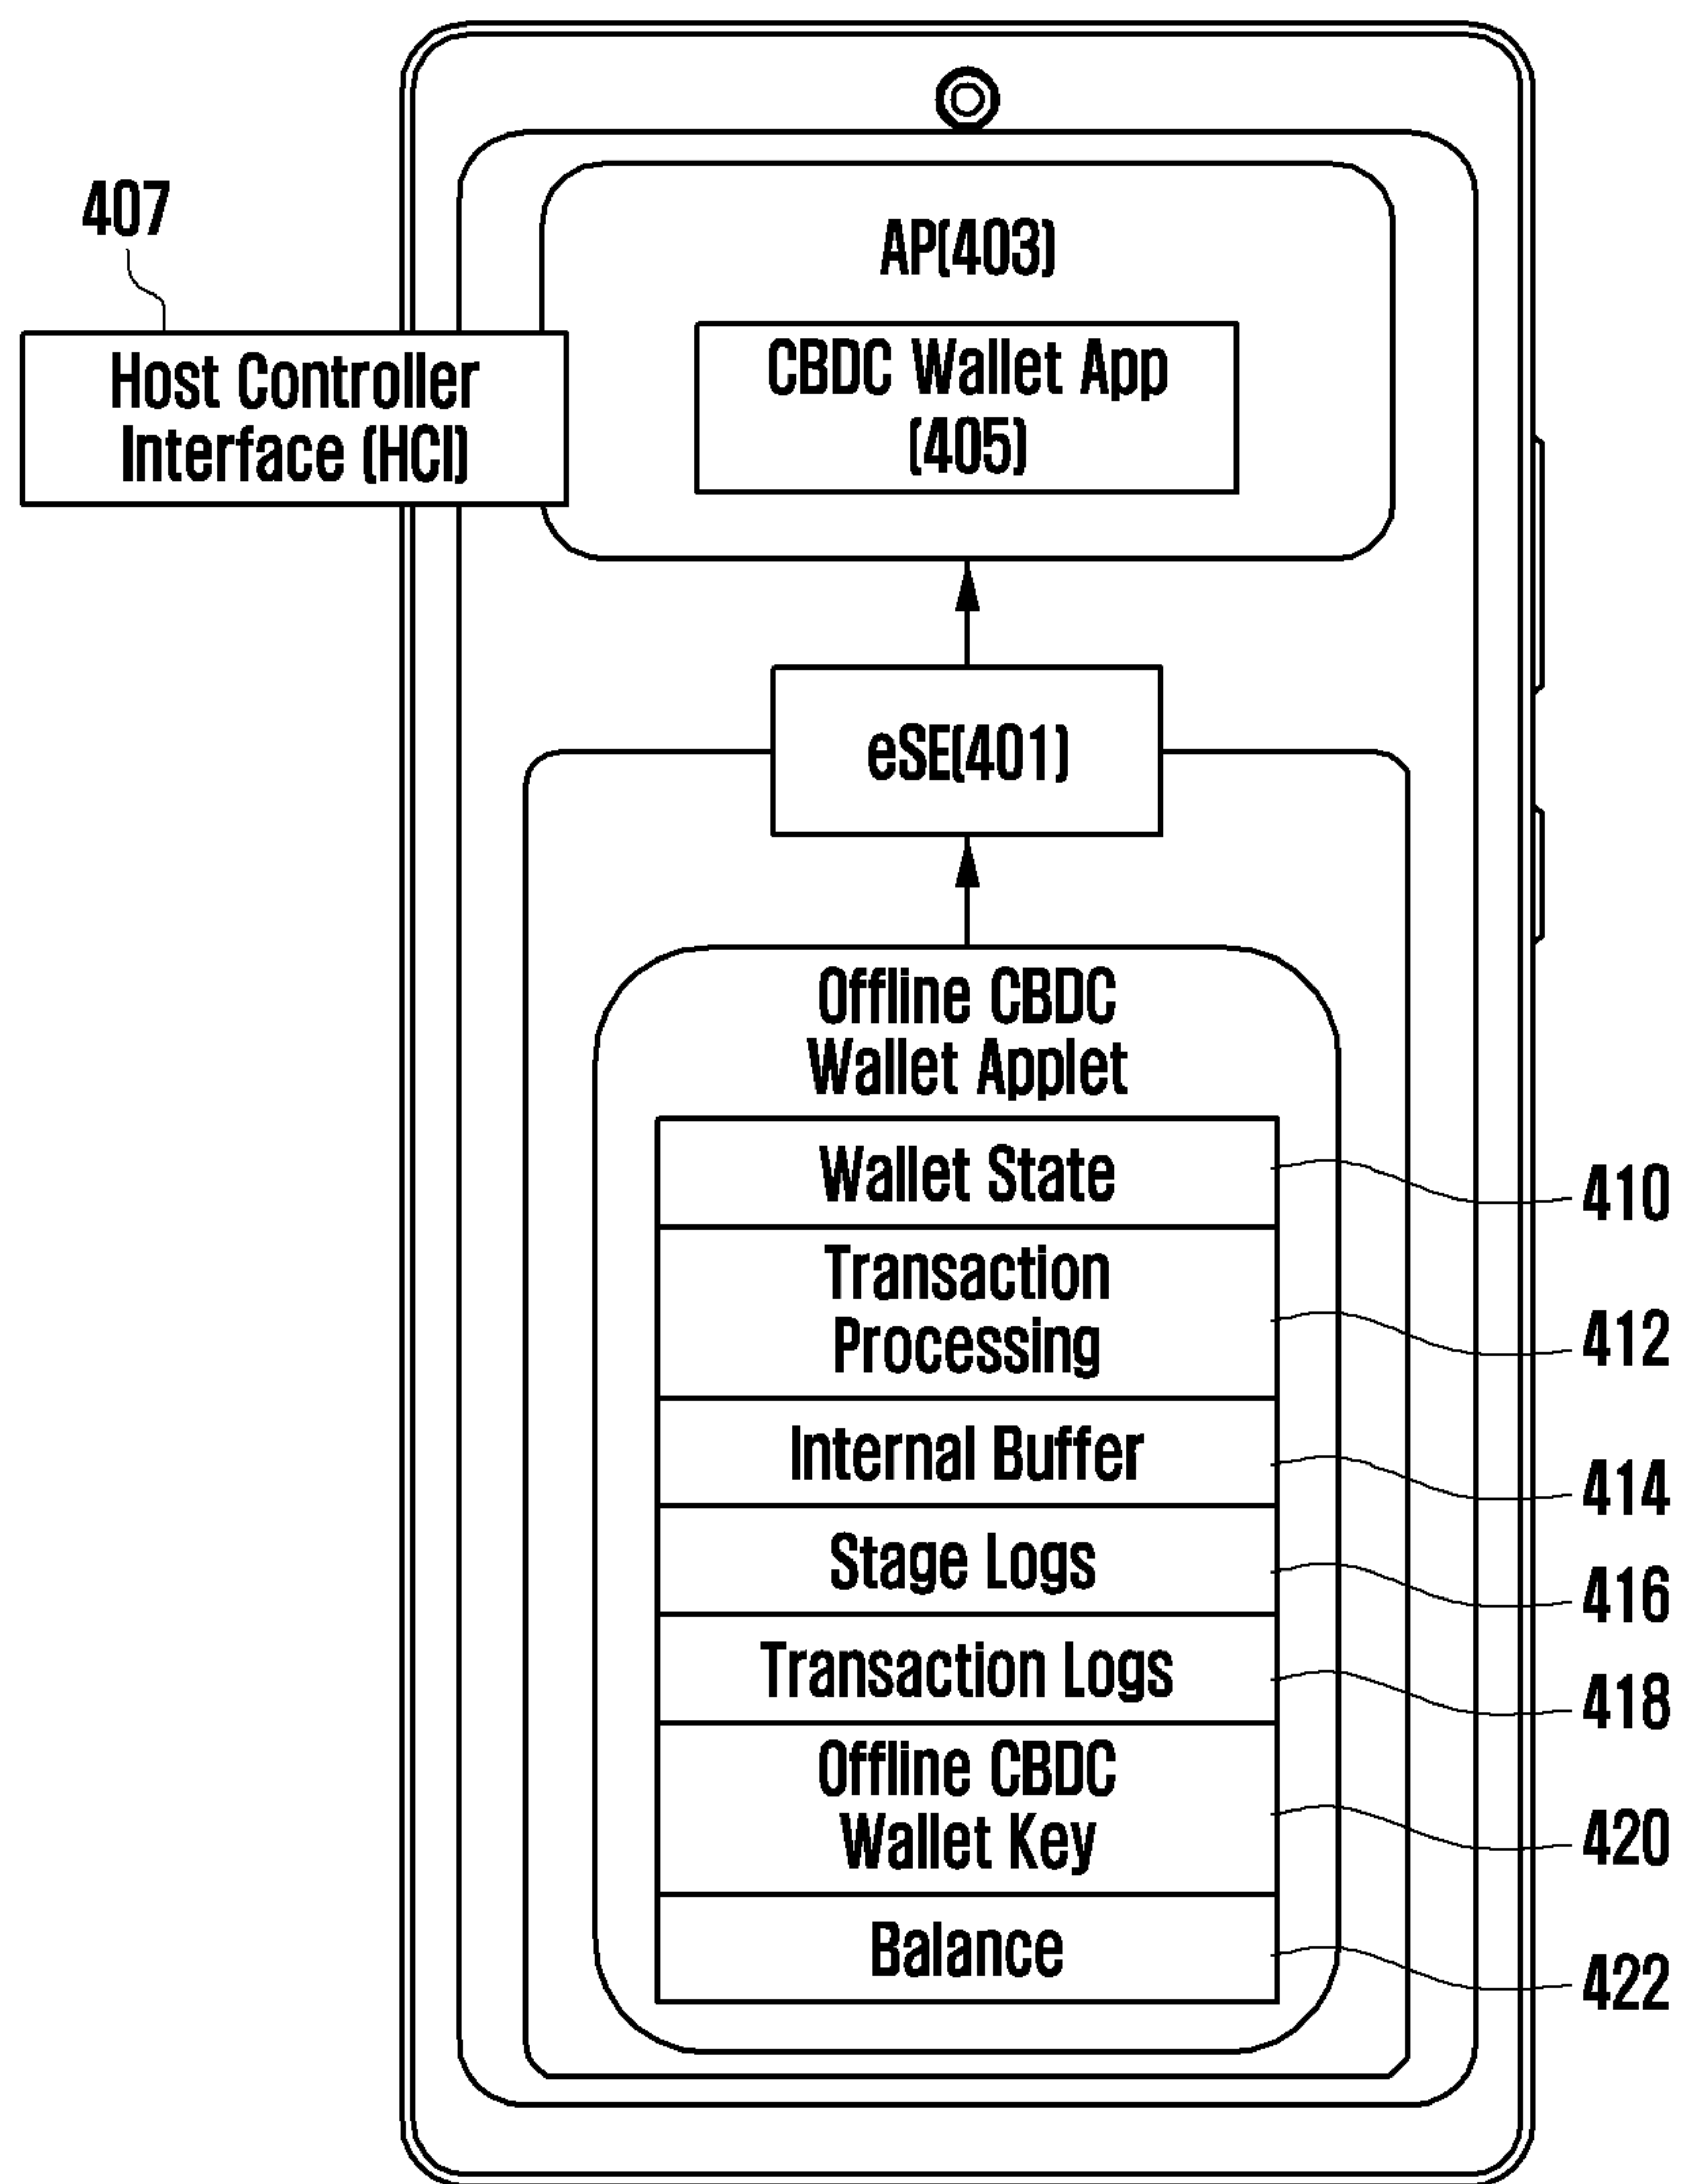 407
AP(403)
Host Controller
Interface (HCI)
CBDC Wallet App
(405)
eSE(401)
Offline CBDC
Wallet Applet
Wallet State
410
Transaction
Processing
412
Internal Buffer
414
Stage Logs
416
Transaction Logs
418
Offline CBDC
Wallet Key
420
Balance
422